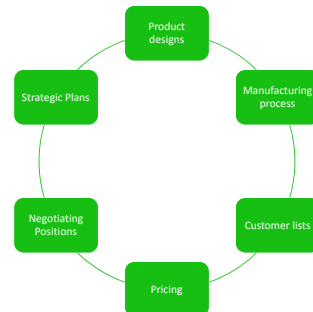 Product
designs
Manufacturing
process
Customer lists
Pricing
Negotiating
Positions
Strategic Plans